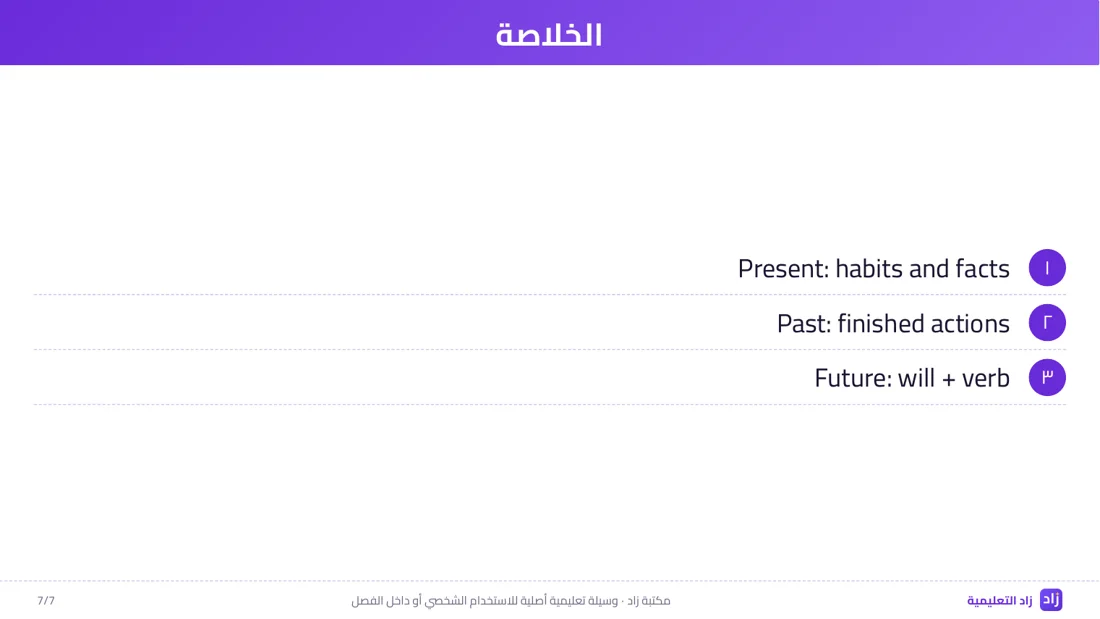 الخلاصة
١ Present: habits and facts
٢ Past: finished actions
٣ Future: will + verb
زاد زاد التعليمية
مكتبة زاد · وسيلة تعليمية أصلية للاستخدام الشخصي أو داخل الفصل
7/7